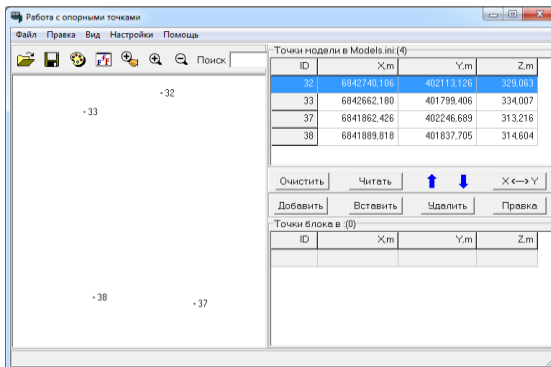 Работа с опорными точками
Файл Правка Вид Настройки Помощь
Поиск
32
33
38
37
Точки модели в Models.ini:(4)
ID X,m Y,m Z,m
32 6842740,106 402113,126 329,063
33 6842662,180 401799,406 334,007
37 6841862,426 402246,689 313,216
38 6841889,818 401837,705 314,604
Очистить Читать X<-->Y
Добавить Вставить Удалить Правка
Точки блока в :(0)
ID X,m Y,m Z,m